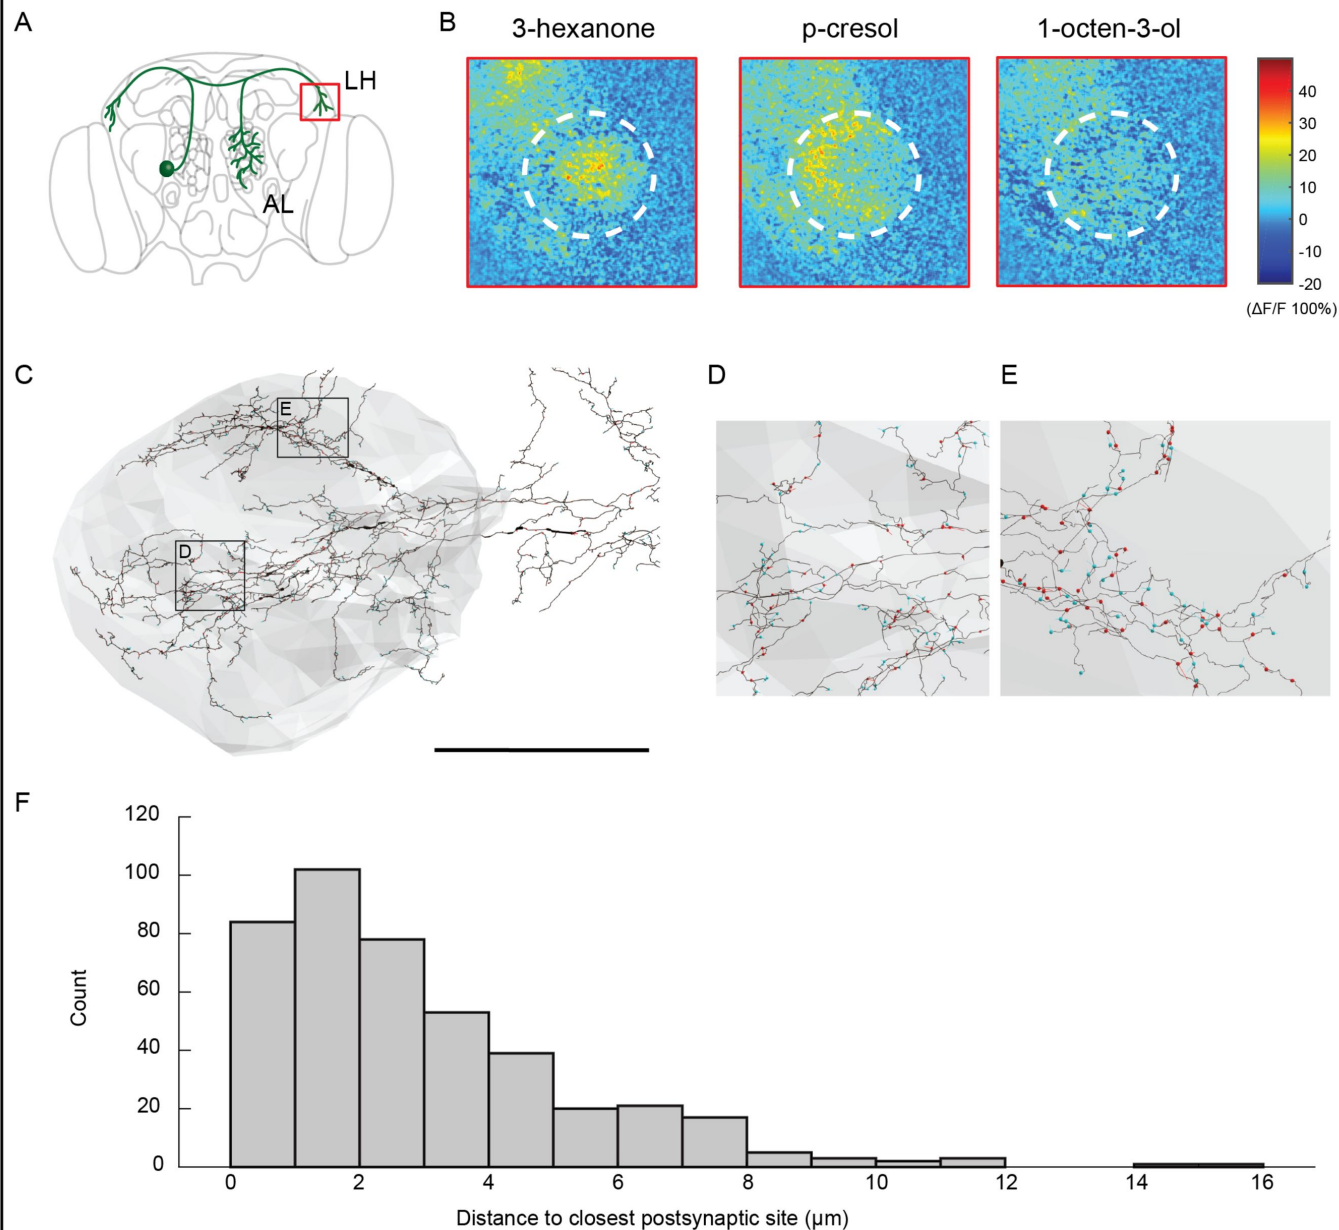 A
LH
AL
B
3-hexanone
p-cresol
1-octen-3-ol
40
30
20
10
0
-10
-20
(ΔF/F 100%)
C
E
D
D
E
F
120
100
80
60
40
20
0
Count
0 2 4 6 8 10 12 14 16
Distance to closest postsynaptic site (μm)